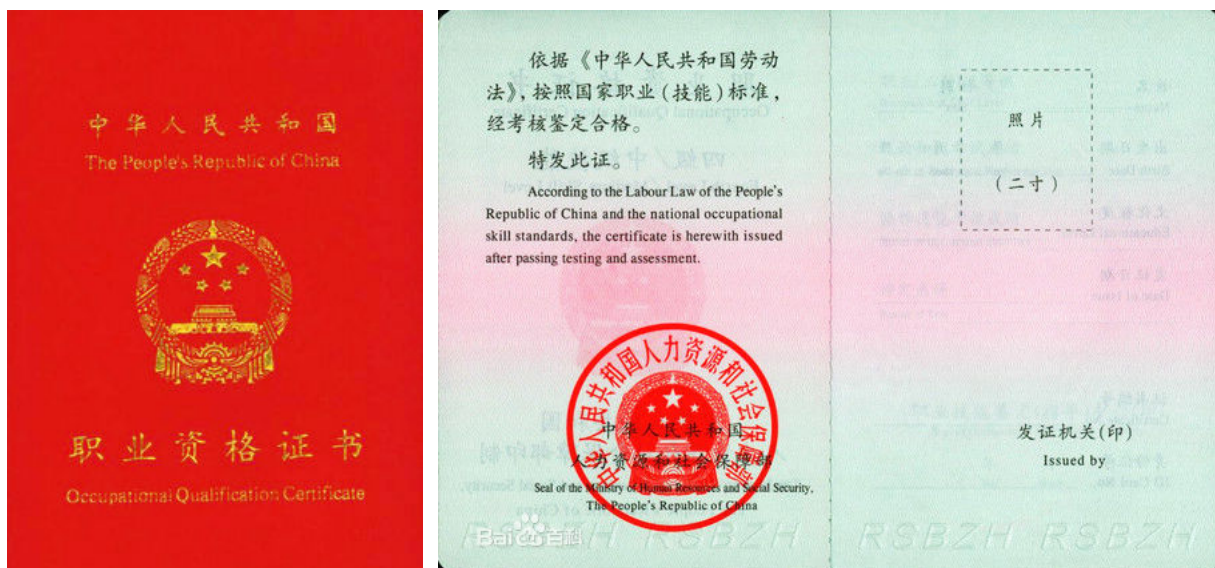 中华人民共和国
The People's Republic of China
职业资格证书
Occupational Qualification Certificate
依据《中华人民共和国劳动
法》，按照国家职业(技能)标准，
经考核鉴定合格。
特发此证。
According to the Labour Law of the People's
Republic of China and the national occupational
skill standards, the certificate is herewith issued
after passing testing and assessment.
中华人民共和国人力资源和社会保障部
中华人民共和国
人力资源和社会保障部
Seal of the Ministry of Human Resources and Social Security,
The People's Republic of China
Bai百科
RSBZH RSBZH
照片
(二寸)
发证机关(印)
Issued by
RSBZH RSBZH